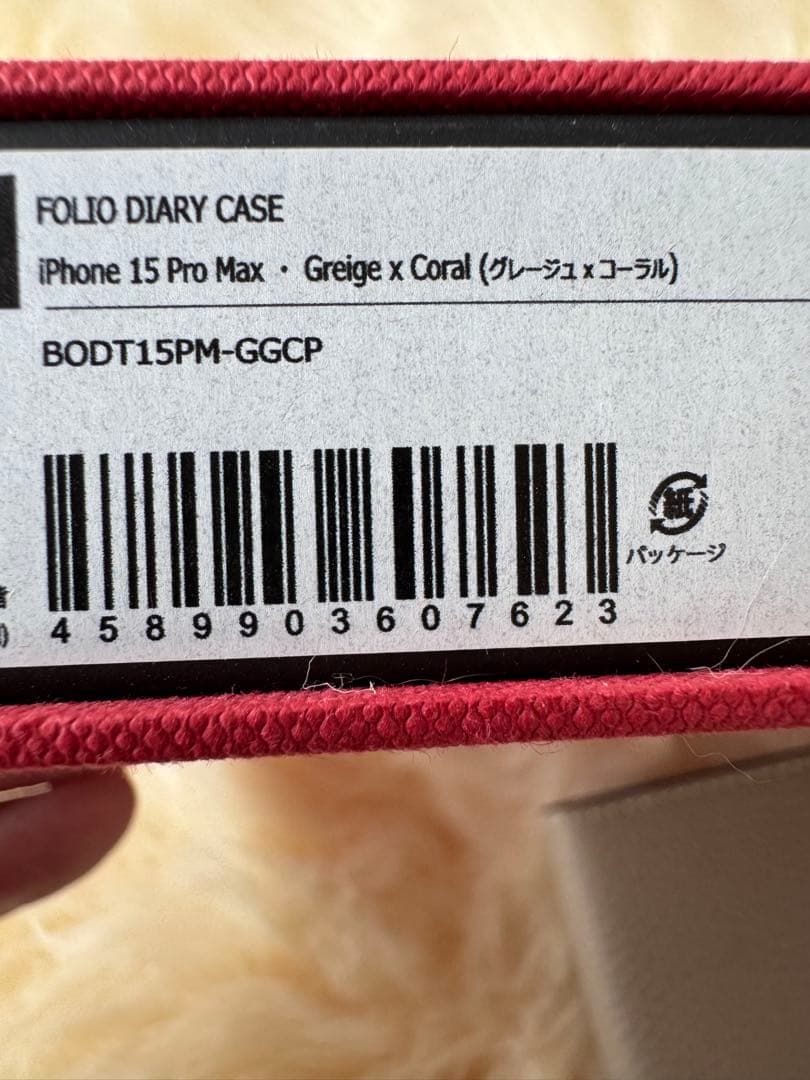 FOLIO DIARY CASE
iPhone 15 Pro Max ・ Greige x Coral (グレージュ x コーラル)
BODT15PM-GGCP
紙
パッケージ
4589903607623